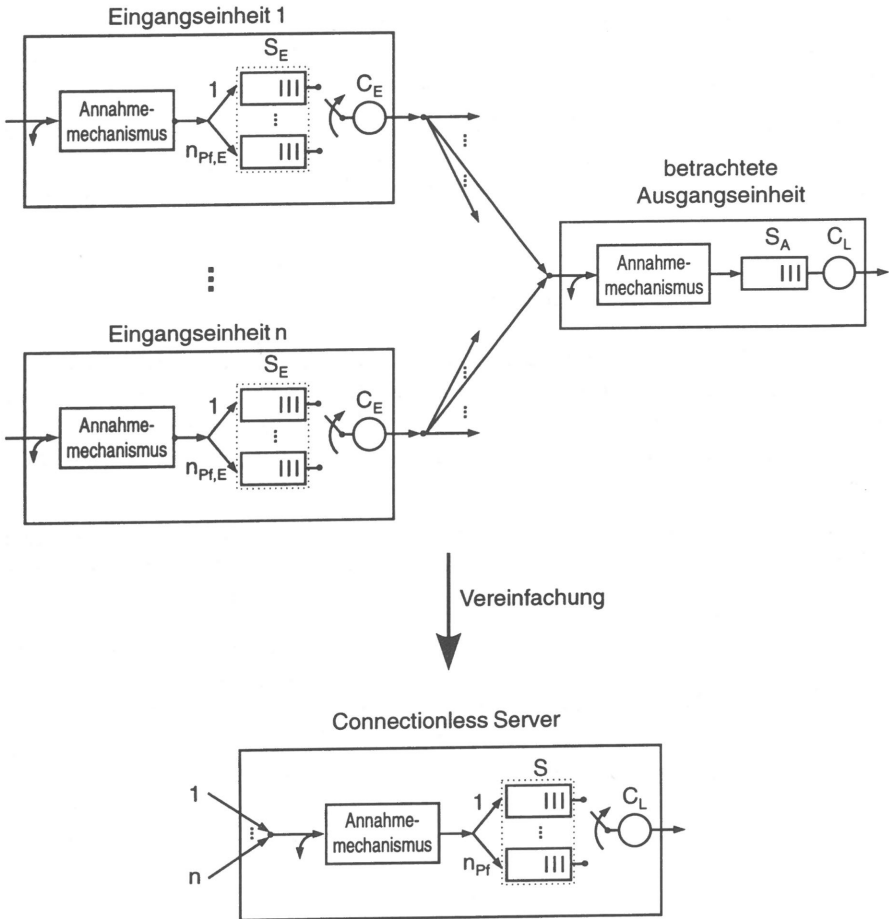 Eingangseinheit 1
S_E
C_E
1
Annahme-
mechanismus
n_Pf,E
betrachtete
Ausgangseinheit
S_A
C_L
Annahme-
mechanismus
Eingangseinheit n
S_E
C_E
1
Annahme-
mechanismus
n_Pf,E
Vereinfachung
Connectionless Server
S
C_L
1
1
Annahme-
mechanismus
n
n_Pf